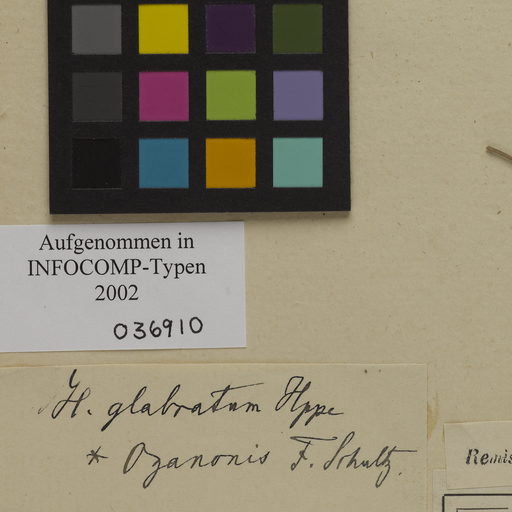 Aufgenommen in
INFOCOMP-Typen
2002
036910
H. glabratum Hppe
* Ozanonis F. Schultz.